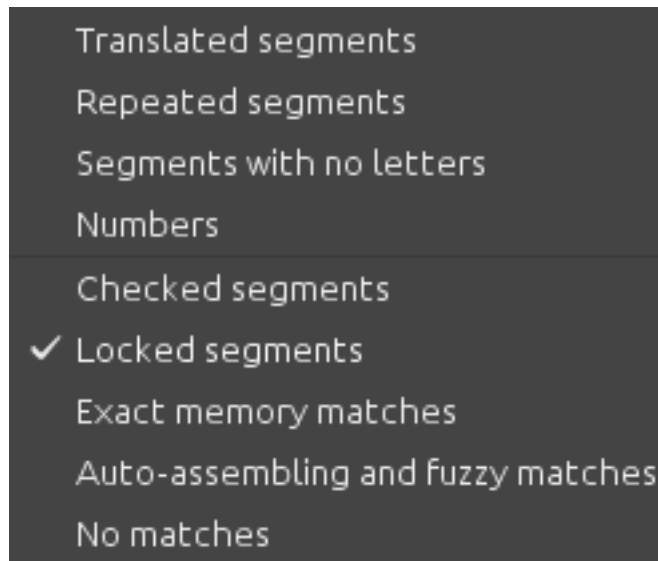 Translated segments
Repeated segments
Segments with no letters
Numbers
Checked segments
Locked segments
Exact memory matches
Auto-assembling and fuzzy matches
No matches